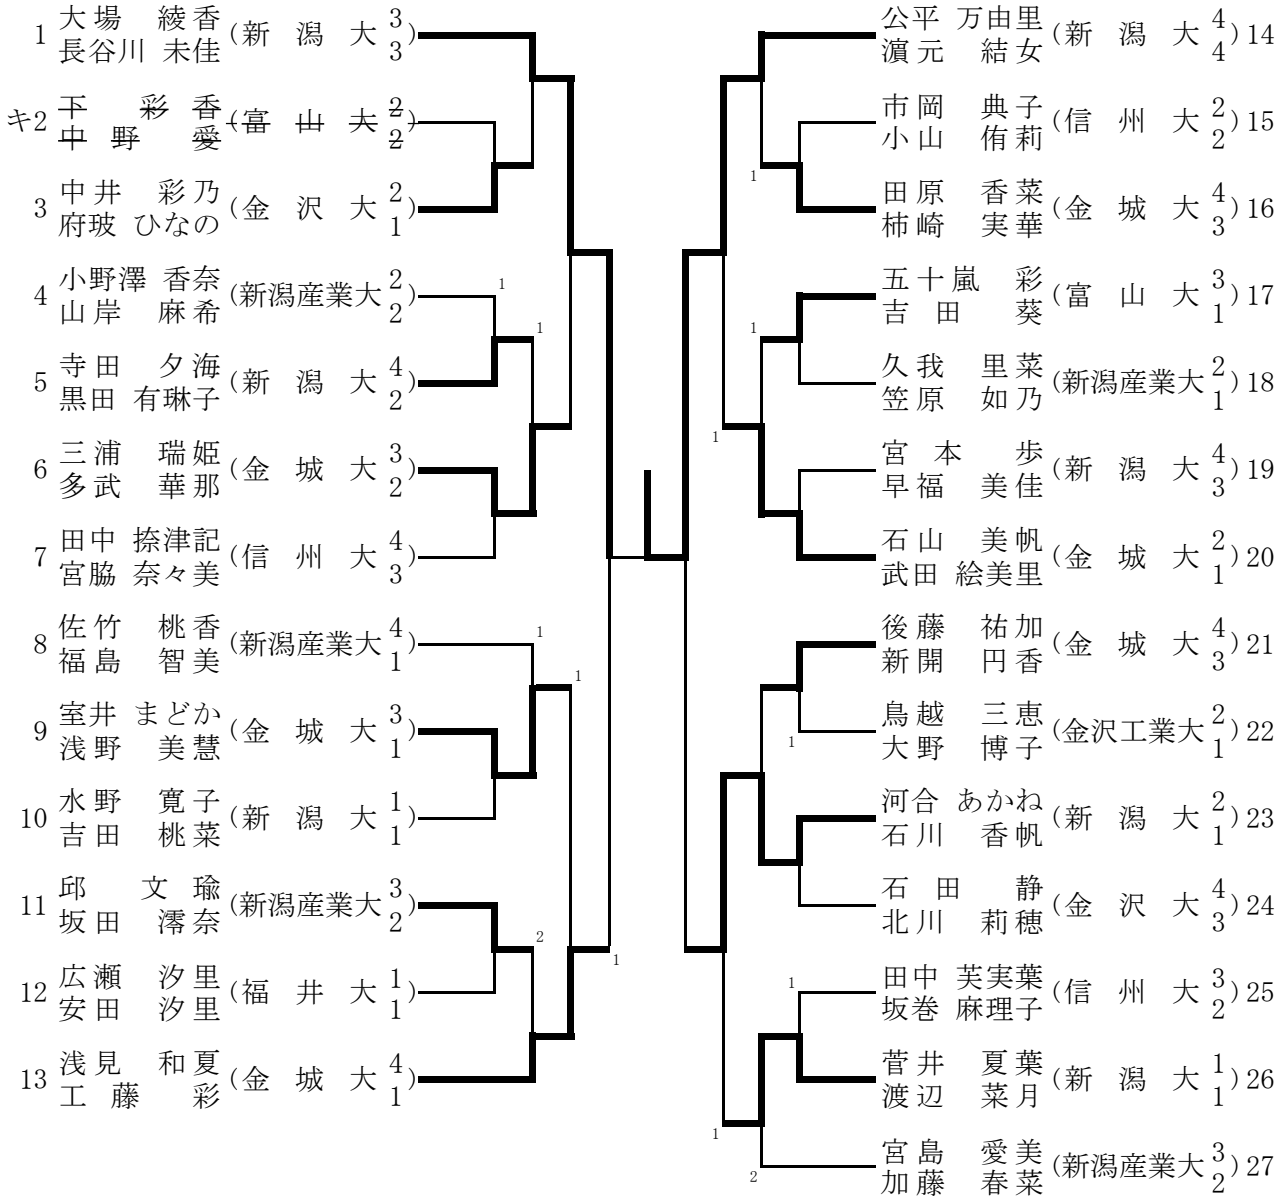 1 大場 綾香 (新潟大 3)
長谷川 未佳 3
キ2 下 彩香 (富山大 2)
中野 愛 2
3 中井 彩乃 (金沢大 2)
府玻 ひなの 1
4 小野澤 香奈 (新潟産業大 2)
山岸 麻希 2
5 寺田 夕海 (新潟大 4)
黒田 有琳子 2
6 三浦 瑞姫 (金城大 3)
多武 華那 2
7 田中 捺津記 (信州大 4)
宮脇 奈々美 3
8 佐竹 桃香 (新潟産業大 4)
福島 智美 1
9 室井 まどか (金城大 3)
浅野 美慧 1
10 水野 寛子 (新潟大 1)
吉田 桃菜 1
11 邱 文瑜 (新潟産業大 3)
坂田 澪奈 2
12 広瀬 汐里 (福井大 1)
安田 汐里 1
13 浅見 和夏 (金城大 4)
工藤 彩 1
1
1
1
1
2
1
公平 万由里 (新潟大 4) 14
濵元 結女 4
市岡 典子 (信州大 2) 15
小山 侑莉 2
田原 香菜 (金城大 4) 16
柿崎 実華 3
五十嵐 彩 (富山大 3) 17
吉田 葵 1
久我 里菜 (新潟産業大 2) 18
笠原 如乃 1
宮本 歩 (新潟大 4) 19
早福 美佳 3
石山 美帆 (金城大 2) 20
武田 絵美里 1
後藤 祐加 (金城大 4) 21
新開 円香 3
鳥越 三恵 (金沢工業大 2) 22
大野 博子 1
河合 あかね (新潟大 2) 23
石川 香帆 1
石田 静 (金沢大 4) 24
北川 莉穂 3
田中 芙実葉 (信州大 3) 25
坂巻 麻理子 2
菅井 夏葉 (新潟大 1) 26
渡辺 菜月 1
宮島 愛美 (新潟産業大 3) 27
加藤 春菜 2
1
1
1
1
1
1
2